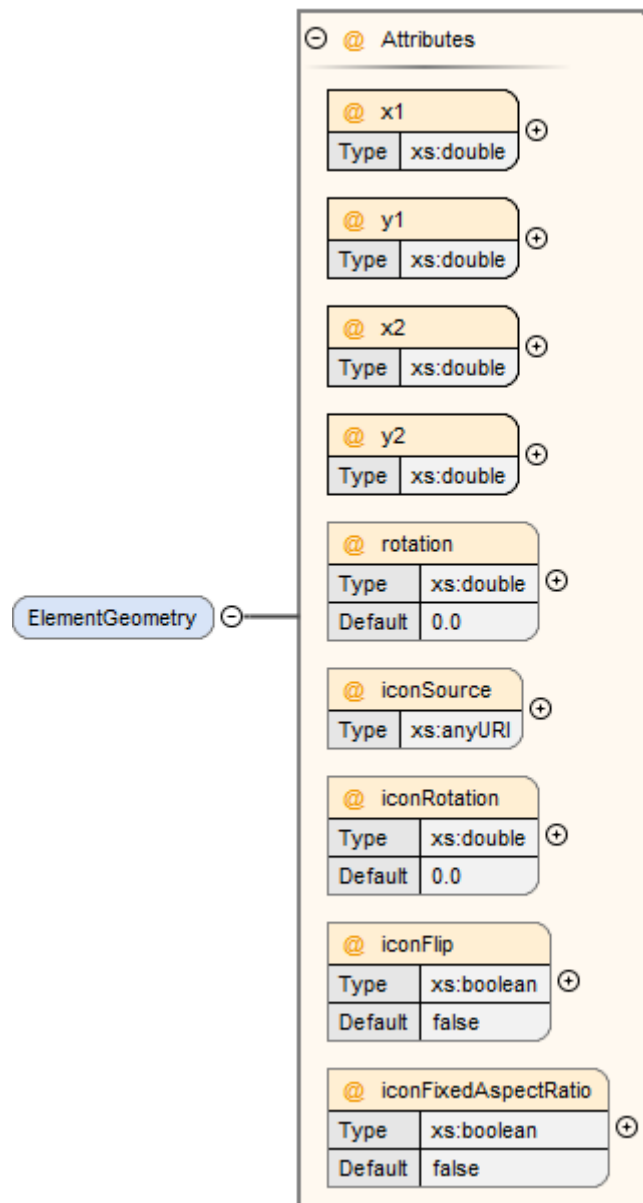 @ Attributes
@ x1
Type xs:double
@ y1
Type xs:double
@ x2
Type xs:double
@ y2
Type xs:double
@ rotation
Type xs:double
Default 0.0
ElementGeometry
@ iconSource
Type xs:anyURI
@ iconRotation
Type xs:double
Default 0.0
@ iconFlip
Type xs:boolean
Default false
@ iconFixedAspectRatio
Type xs:boolean
Default false